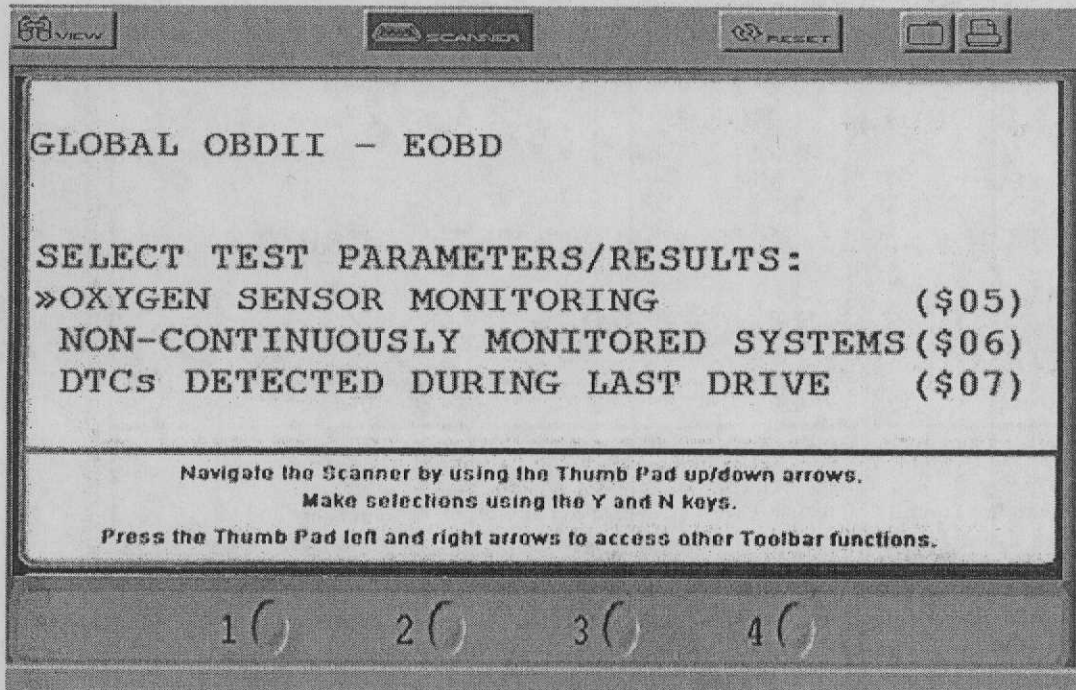 VIEW SCANNER RESET
GLOBAL OBDII - EOBD
SELECT TEST PARAMETERS/RESULTS:
»OXYGEN SENSOR MONITORING ($05)
NON-CONTINUOUSLY MONITORED SYSTEMS($06)
DTCs DETECTED DURING LAST DRIVE ($07)
Navigate the Scanner by using the Thumb Pad up/down arrows.
Make selections using the Y and N keys.
Press the Thumb Pad left and right arrows to access other Toolbar functions.
1 2 3 4